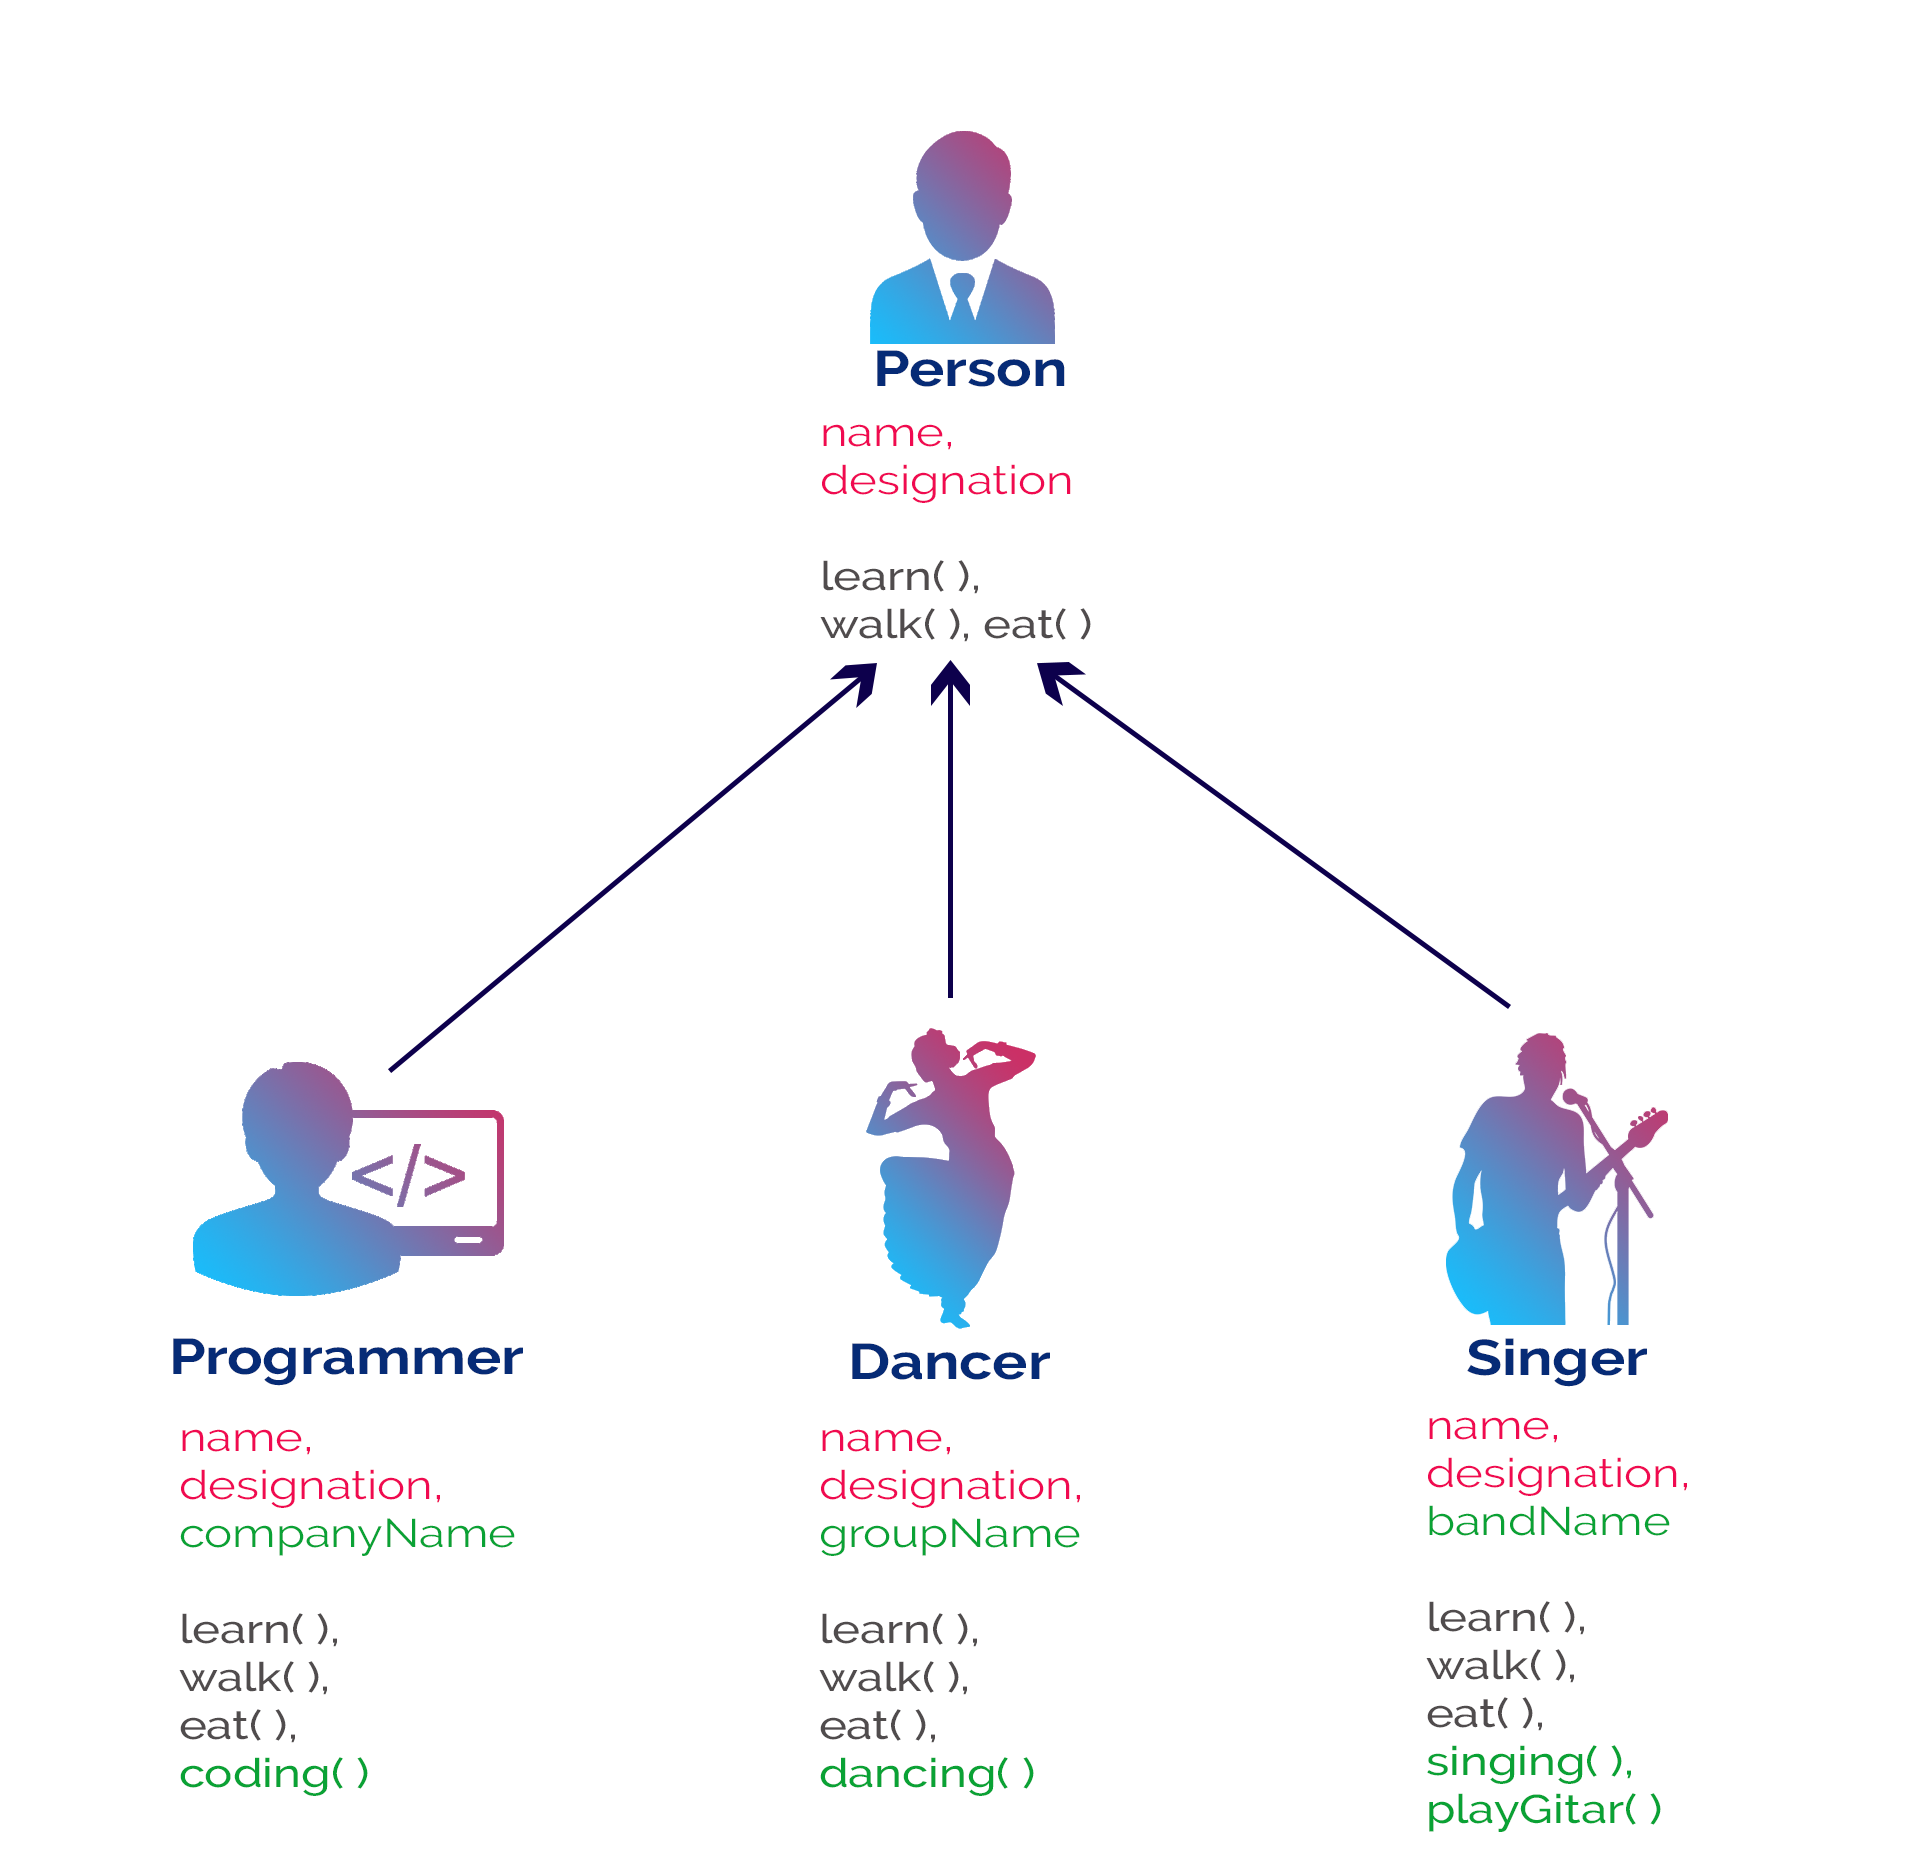 Person
name,
designation
learn( ),
walk( ), eat( )
</>
Programmer
name,
designation,
companyName
learn( ),
walk( ),
eat( ),
coding( )
Dancer
name,
designation,
groupName
learn( ),
walk( ),
eat( ),
dancing( )
Singer
name,
designation,
bandName
learn( ),
walk( ),
eat( ),
singing( ),
playGitar( )